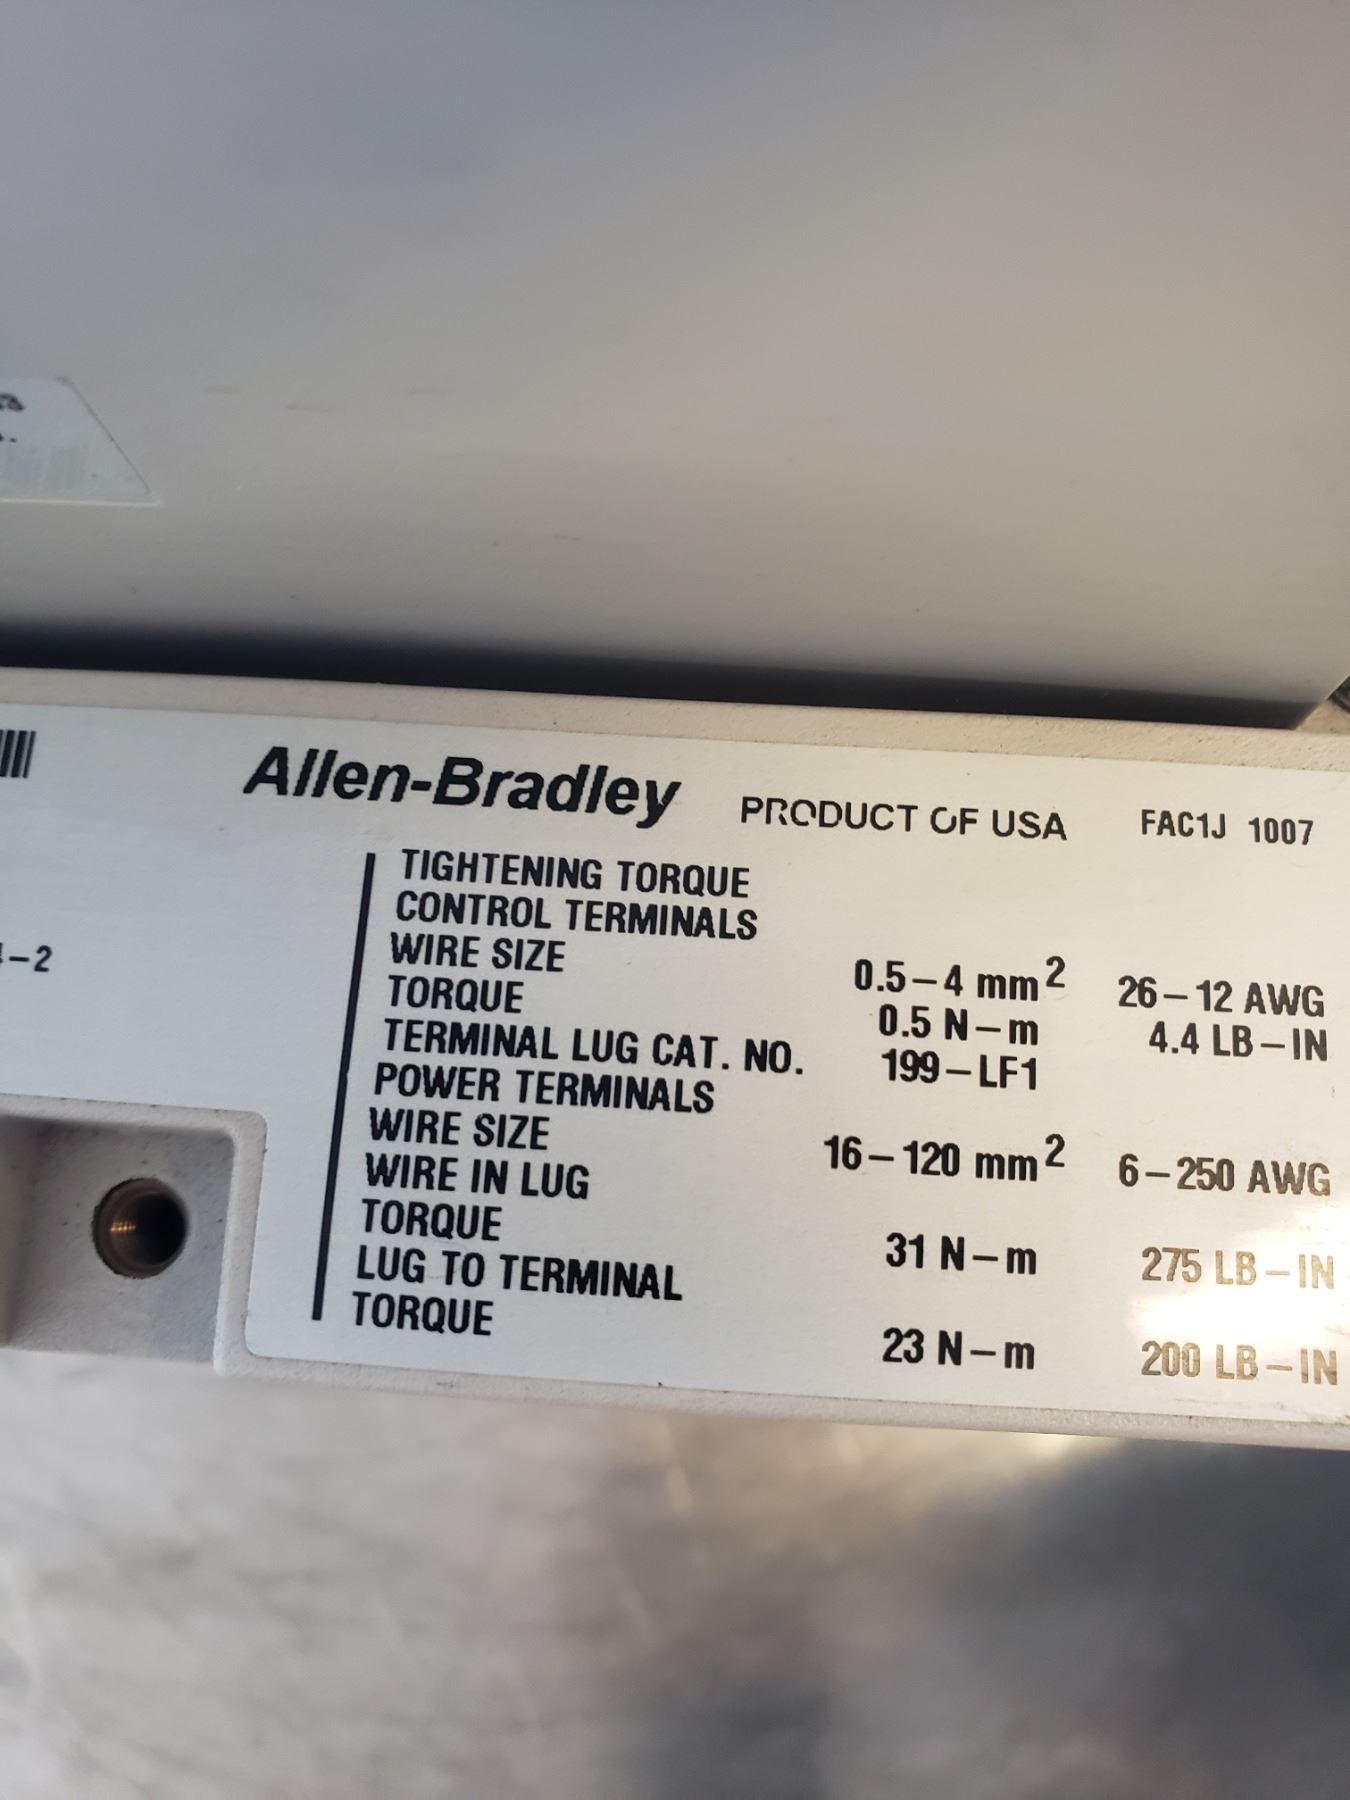 Allen-Bradley PRODUCT OF USA FAC1J 1007
TIGHTENING TORQUE
CONTROL TERMINALS
WIRE SIZE 0.5–4 mm² 26–12 AWG
TORQUE 0.5 N–m 4.4 LB–IN
TERMINAL LUG CAT. NO. 199–LF1
POWER TERMINALS
WIRE SIZE 16–120 mm² 6–250 AWG
WIRE IN LUG
TORQUE 31 N–m 275 LB–IN
LUG TO TERMINAL
TORQUE 23 N–m 200 LB–IN
–2